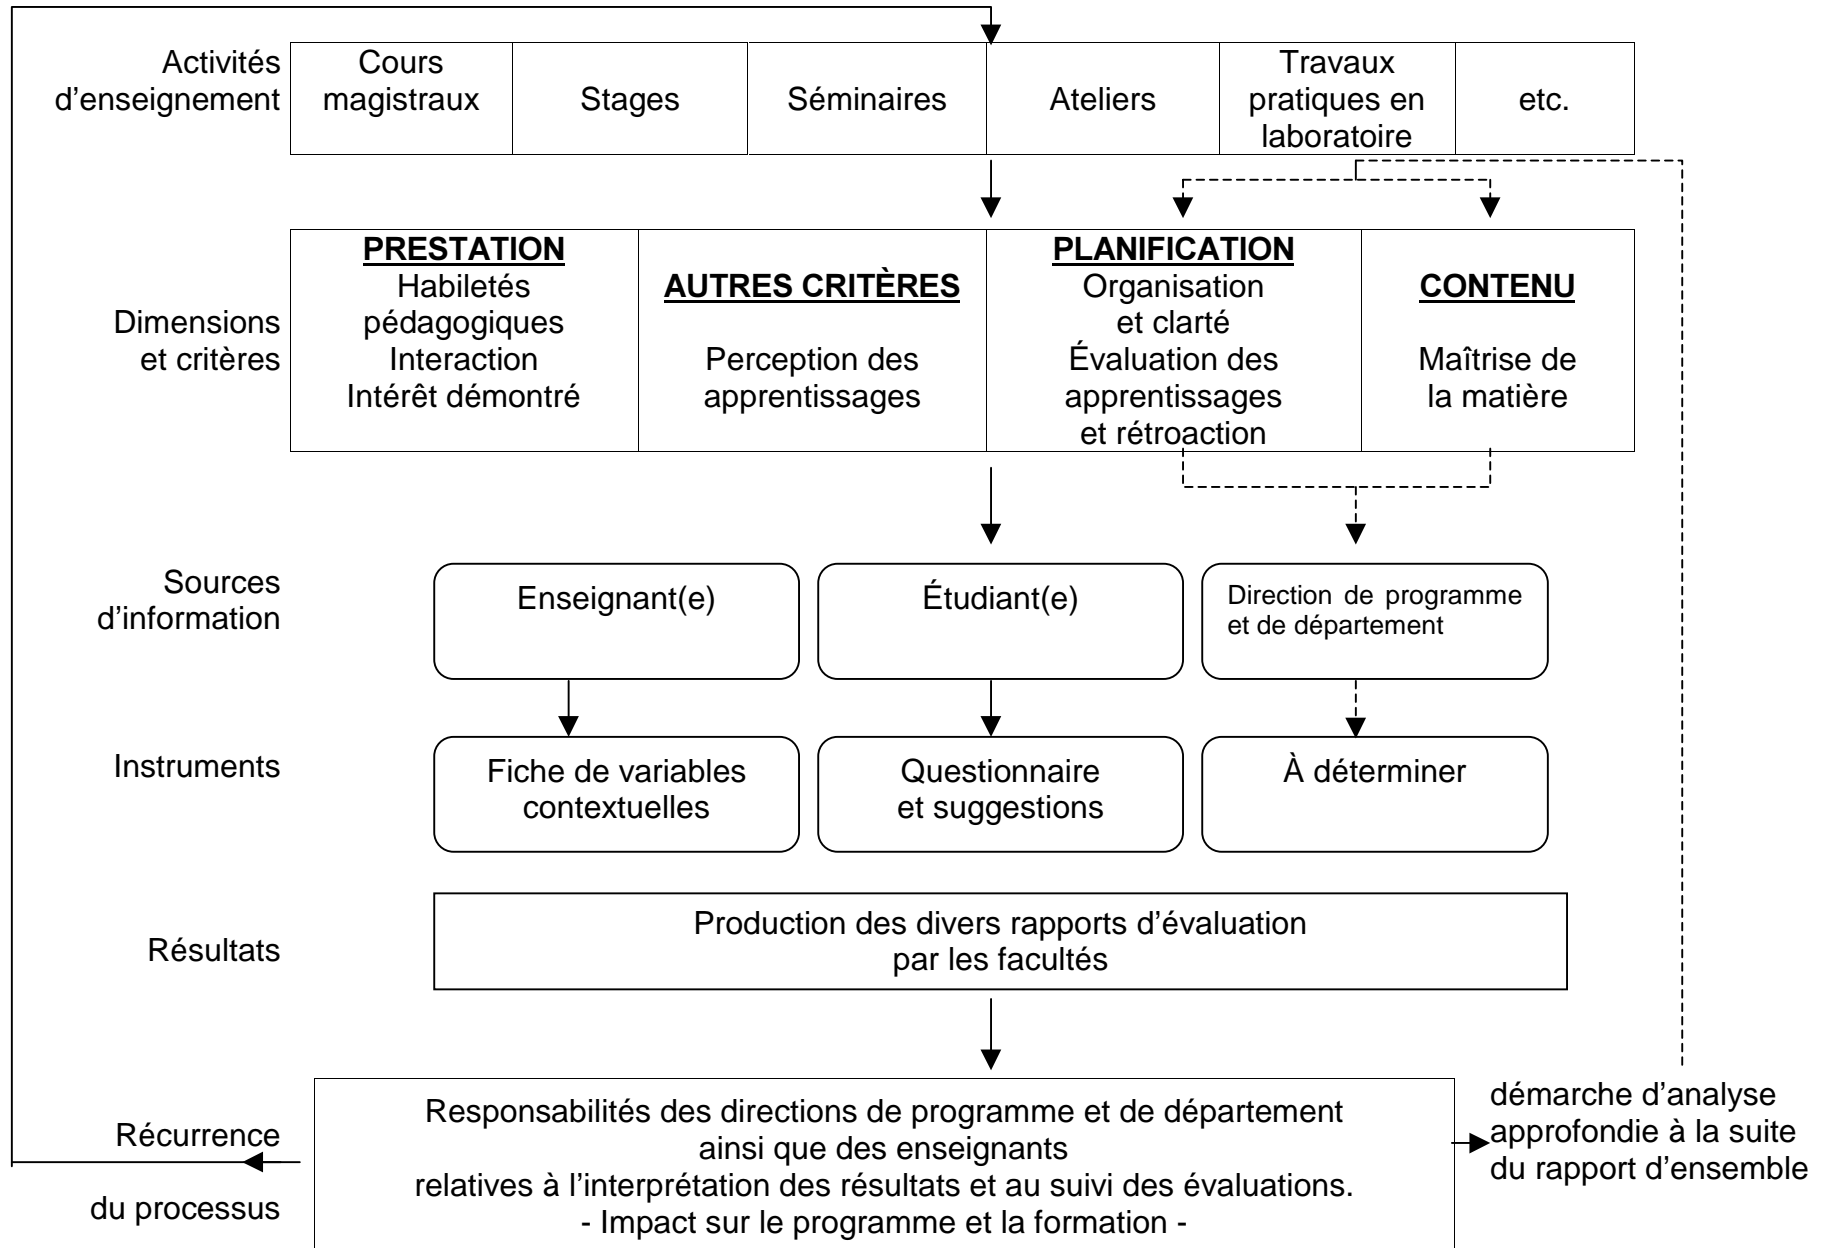 Activités
d’enseignement
Cours
magistraux
Stages
Séminaires
Ateliers
Travaux
pratiques en
laboratoire
etc.
Dimensions
et critères
PRESTATION
Habiletés
pédagogiques
Interaction
Intérêt démontré
AUTRES CRITÈRES
Perception des
apprentissages
PLANIFICATION
Organisation
et clarté
Évaluation des
apprentissages
et rétroaction
CONTENU
Maîtrise de
la matière
Sources
d’information
Enseignant(e)
Étudiant(e)
Direction de programme
et de département
Instruments
Fiche de variables
contextuelles
Questionnaire
et suggestions
À déterminer
Résultats
Production des divers rapports d’évaluation
par les facultés
Récurrence
du processus
Responsabilités des directions de programme et de département
ainsi que des enseignants
relatives à l’interprétation des résultats et au suivi des évaluations.
- Impact sur le programme et la formation -
démarche d’analyse
approfondie à la suite
du rapport d’ensemble